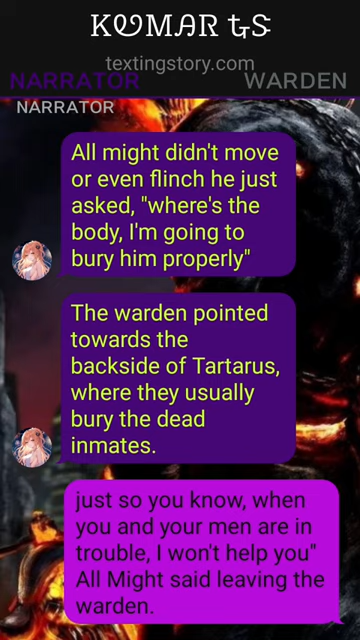 KᎧMᎯR ᎿᎦ
textingstory.com
NARRATOR WARDEN
NARRATOR
All might didn't move
or even flinch he just
asked, "where's the
body, I'm going to
bury him properly"
The warden pointed
towards the
backside of Tartarus,
where they usually
bury the dead
inmates.
just so you know, when
you and your men are in
trouble, I won't help you"
All Might said leaving the
warden.